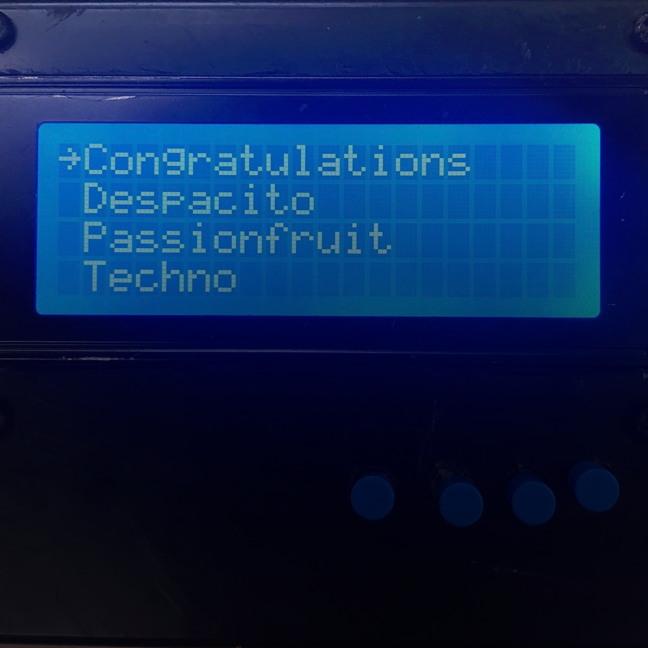 →Congratulations
Despacito
Passionfruit
Techno